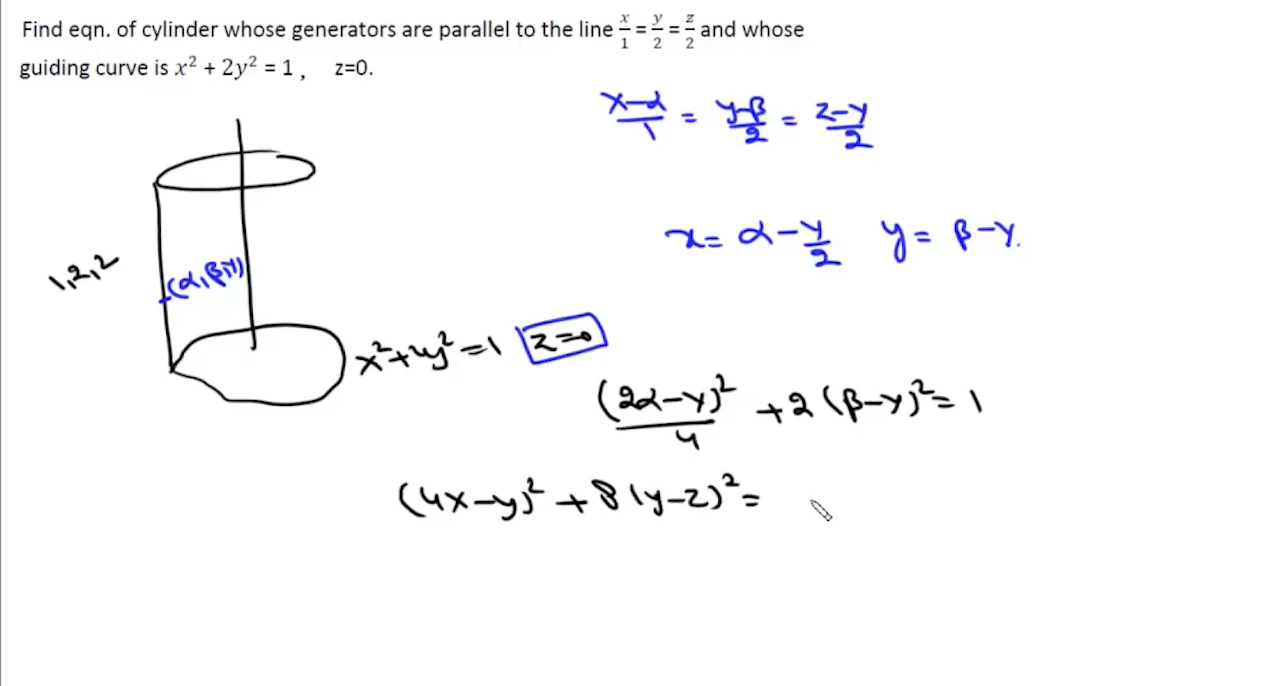 Find eqn. of cylinder whose generators are parallel to the line x/1 = y/2 = z/2 and whose
guiding curve is x² + 2y² = 1 , z=0.
(x-α)/1 = (y-β)/2 = (z-γ)/2
x = α - γ/2 y = β - γ.
1,2,2
(α,β,γ)
x²+2y²=1 z=0
(2α-γ)²/4 + 2(β-γ)² = 1
(4x-y)² + 8(y-z)² =